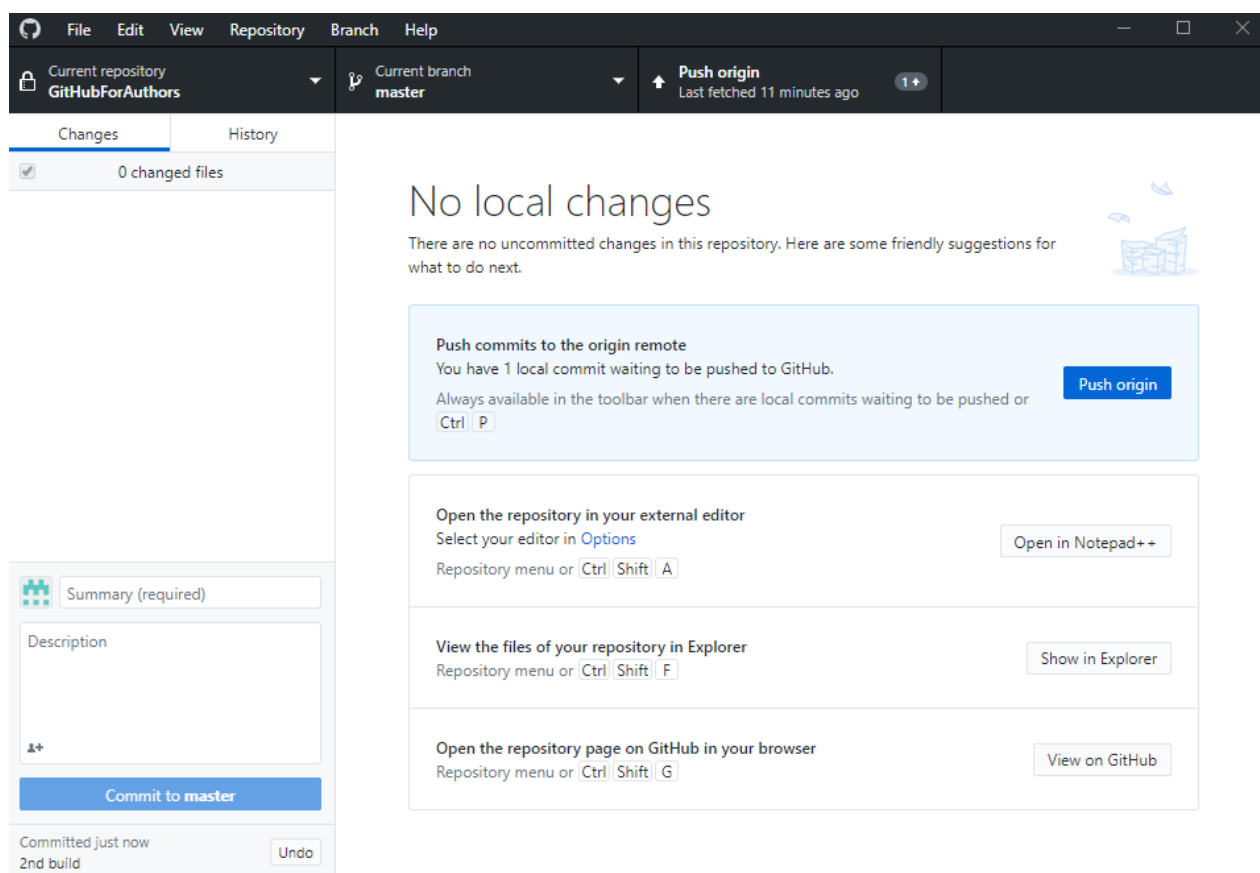 File Edit View Repository Branch Help
Current repository
GitHubForAuthors
Current branch
master
Push origin
Last fetched 11 minutes ago
1
Changes History
0 changed files
No local changes
There are no uncommitted changes in this repository. Here are some friendly suggestions for
what to do next.
Push commits to the origin remote
You have 1 local commit waiting to be pushed to GitHub.
Always available in the toolbar when there are local commits waiting to be pushed or
Ctrl P
Push origin
Open the repository in your external editor
Select your editor in Options
Repository menu or Ctrl Shift A
Open in Notepad++
View the files of your repository in Explorer
Repository menu or Ctrl Shift F
Show in Explorer
Open the repository page on GitHub in your browser
Repository menu or Ctrl Shift G
View on GitHub
Summary (required)
Description
Commit to master
Committed just now
2nd build
Undo